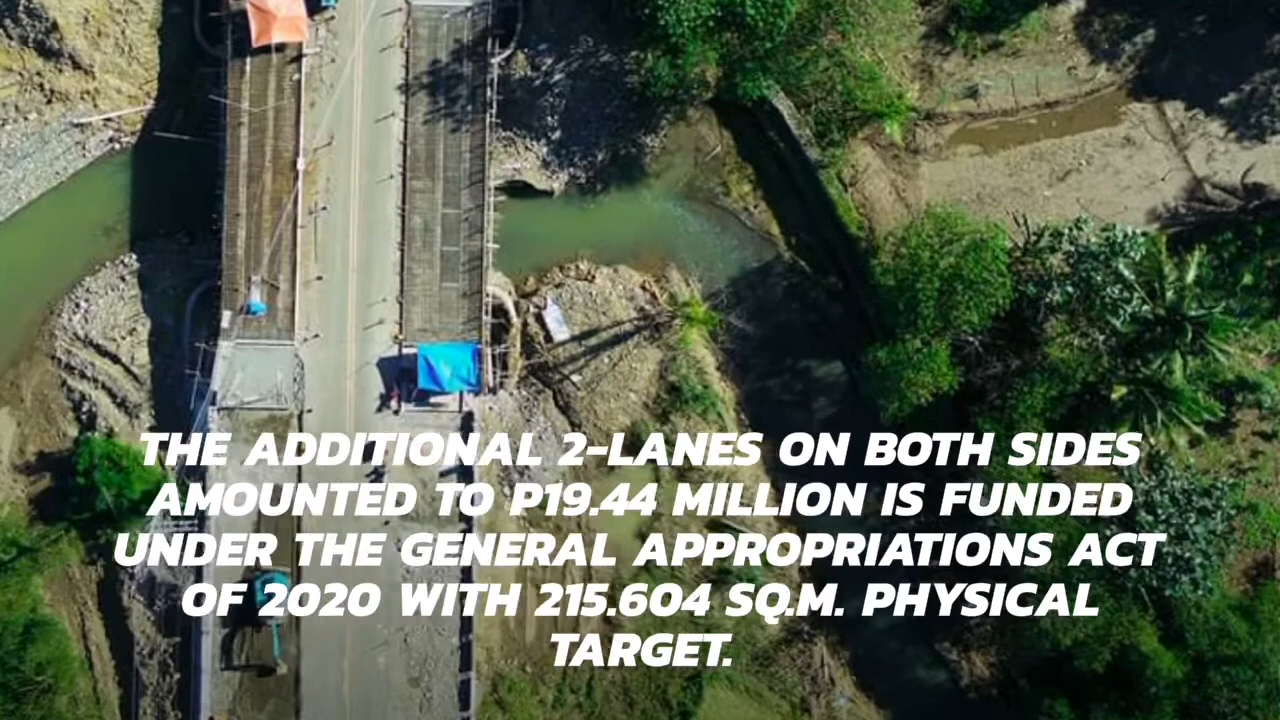 THE ADDITIONAL 2-LANES ON BOTH SIDES
AMOUNTED TO P19.44 MILLION IS FUNDED
UNDER THE GENERAL APPROPRIATIONS ACT
OF 2020 WITH 215.604 SQ.M. PHYSICAL
TARGET.